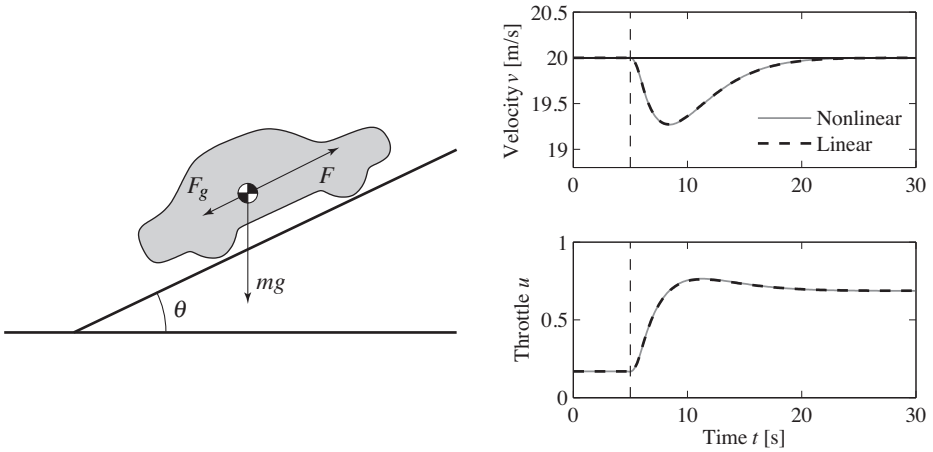 F_g
F
mg
θ
Velocity v [m/s]
20.5
20
19.5
19
Nonlinear
Linear
0 10 20 30
Throttle u
1
0.5
0
0 10 20 30
Time t [s]